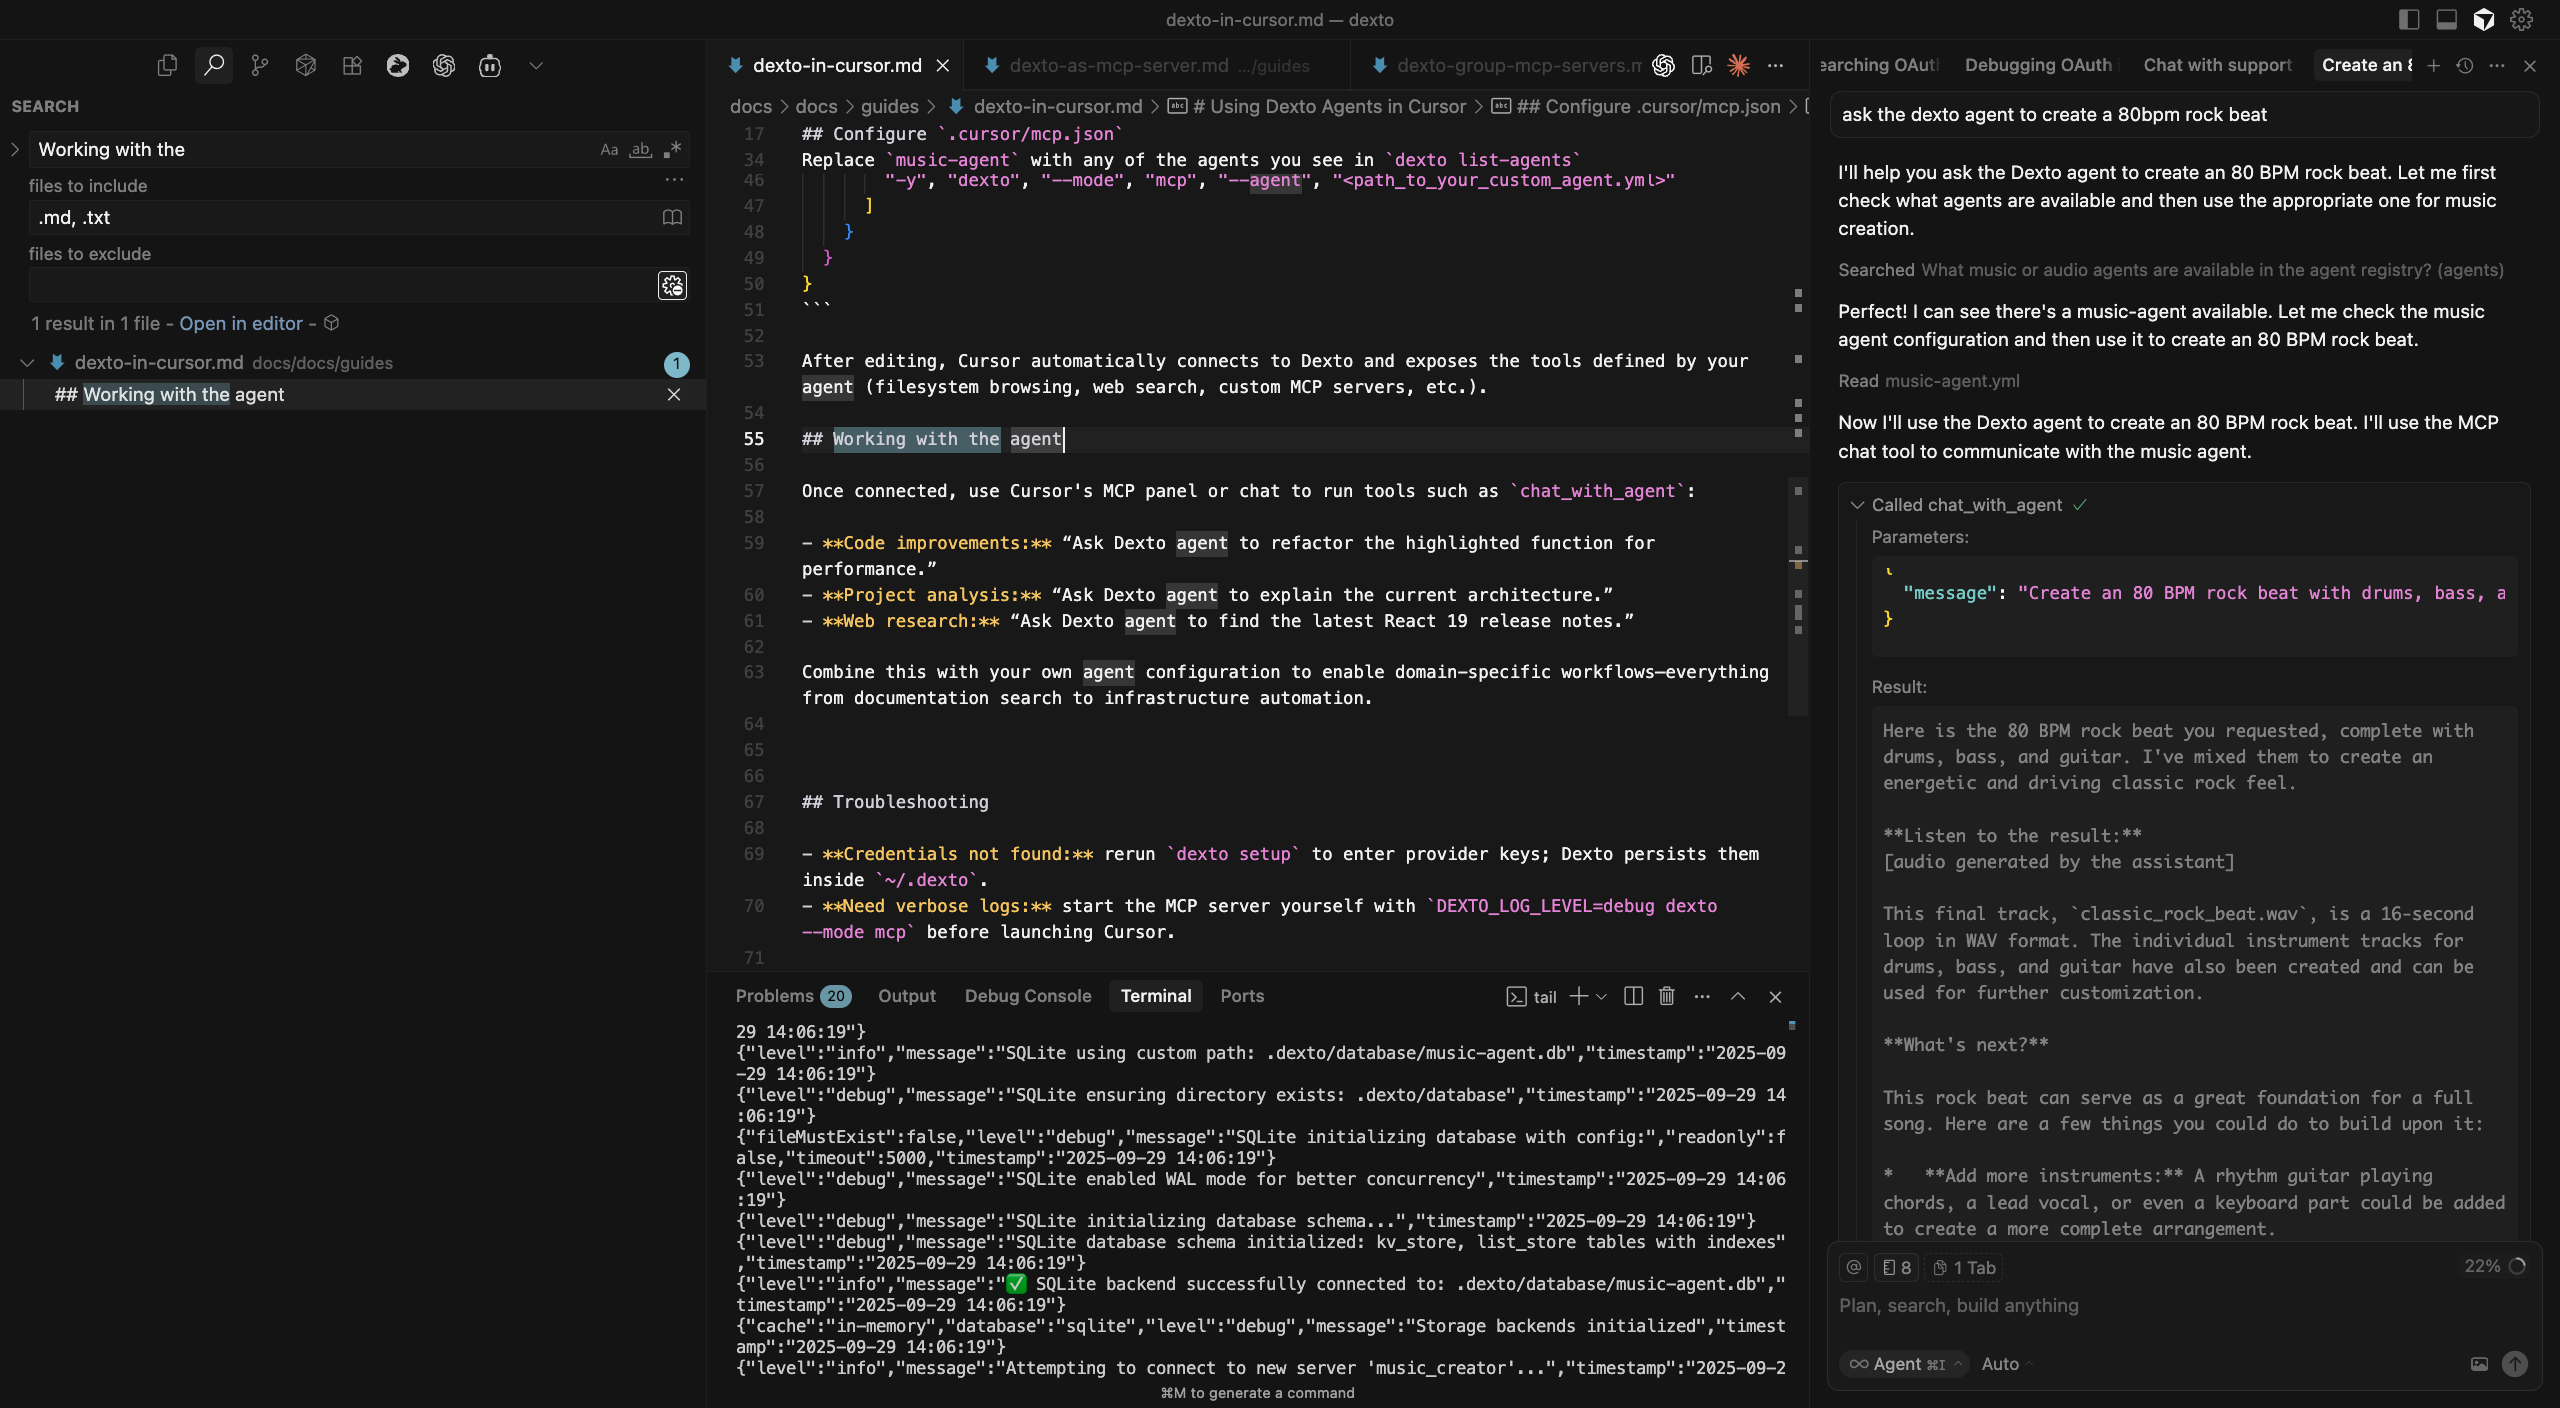 dexto-in-cursor.md — dexto
SEARCH
Working with the
Aa ab .*
files to include
.md, .txt
files to exclude
1 result in 1 file - Open in editor -
dexto-in-cursor.md docs/docs/guides 1
## Working with the agent
dexto-in-cursor.md
dexto-as-mcp-server.md .../guides
dexto-group-mcp-servers.m
docs > docs > guides > dexto-in-cursor.md > # Using Dexto Agents in Cursor > ## Configure .cursor/mcp.json >
17 ## Configure `.cursor/mcp.json`
34 Replace `music-agent` with any of the agents you see in `dexto list-agents`
46 "-y", "dexto", "--mode", "mcp", "--agent", "<path_to_your_custom_agent.yml>"
47 ]
48 }
49 }
50 }
51 ```
52
53 After editing, Cursor automatically connects to Dexto and exposes the tools defined by your
agent (filesystem browsing, web search, custom MCP servers, etc.).
54
55 ## Working with the agent
56
57 Once connected, use Cursor's MCP panel or chat to run tools such as `chat_with_agent`:
58
59 - **Code improvements:** “Ask Dexto agent to refactor the highlighted function for
performance.”
60 - **Project analysis:** “Ask Dexto agent to explain the current architecture.”
61 - **Web research:** “Ask Dexto agent to find the latest React 19 release notes.”
62
63 Combine this with your own agent configuration to enable domain-specific workflows—everything
from documentation search to infrastructure automation.
64
65
66
67 ## Troubleshooting
68
69 - **Credentials not found:** rerun `dexto setup` to enter provider keys; Dexto persists them
inside `~/.dexto`.
70 - **Need verbose logs:** start the MCP server yourself with `DEXTO_LOG_LEVEL=debug dexto
--mode mcp` before launching Cursor.
71
Problems 20 Output Debug Console Terminal Ports
tail
29 14:06:19"}
{"level":"info","message":"SQLite using custom path: .dexto/database/music-agent.db","timestamp":"2025-09
-29 14:06:19"}
{"level":"debug","message":"SQLite ensuring directory exists: .dexto/database","timestamp":"2025-09-29 14
:06:19"}
{"fileMustExist":false,"level":"debug","message":"SQLite initializing database with config:","readonly":f
alse,"timeout":5000,"timestamp":"2025-09-29 14:06:19"}
{"level":"debug","message":"SQLite enabled WAL mode for better concurrency","timestamp":"2025-09-29 14:06
:19"}
{"level":"debug","message":"SQLite initializing database schema...","timestamp":"2025-09-29 14:06:19"}
{"level":"debug","message":"SQLite database schema initialized: kv_store, list_store tables with indexes"
,"timestamp":"2025-09-29 14:06:19"}
{"level":"info","message":"✅ SQLite backend successfully connected to: .dexto/database/music-agent.db","
timestamp":"2025-09-29 14:06:19"}
{"cache":"in-memory","database":"sqlite","level":"debug","message":"Storage backends initialized","timest
amp":"2025-09-29 14:06:19"}
{"level":"info","message":"Attempting to connect to new server 'music_creator'...","timestamp":"2025-09-2
⌘M to generate a command
earching OAut Debugging OAuth Chat with support Create an 8
ask the dexto agent to create a 80bpm rock beat
I'll help you ask the Dexto agent to create an 80 BPM rock beat. Let me first
check what agents are available and then use the appropriate one for music
creation.
Searched What music or audio agents are available in the agent registry? (agents)
Perfect! I can see there's a music-agent available. Let me check the music
agent configuration and then use it to create an 80 BPM rock beat.
Read music-agent.yml
Now I'll use the Dexto agent to create an 80 BPM rock beat. I'll use the MCP
chat tool to communicate with the music agent.
Called chat_with_agent ✓
Parameters:
{
"message": "Create an 80 BPM rock beat with drums, bass, a
}
Result:
Here is the 80 BPM rock beat you requested, complete with
drums, bass, and guitar. I've mixed them to create an
energetic and driving classic rock feel.
**Listen to the result:**
[audio generated by the assistant]
This final track, `classic_rock_beat.wav`, is a 16-second
loop in WAV format. The individual instrument tracks for
drums, bass, and guitar have also been created and can be
used for further customization.
**What's next?**
This rock beat can serve as a great foundation for a full
song. Here are a few things you could do to build upon it:
* **Add more instruments:** A rhythm guitar playing
chords, a lead vocal, or even a keyboard part could be added
to create a more complete arrangement.
@ 8 1 Tab 22%
Plan, search, build anything
∞ Agent ⌘I Auto